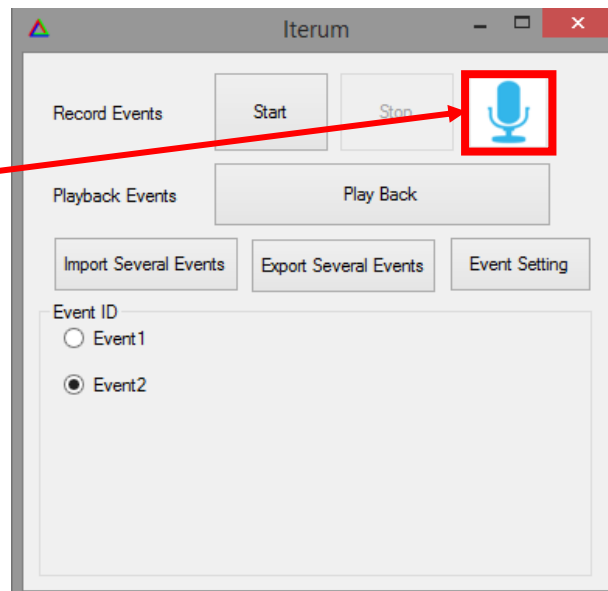 Iterum
Record Events Start Stop
Playback Events Play Back
Import Several Events Export Several Events Event Setting
Event ID
Event1
Event2